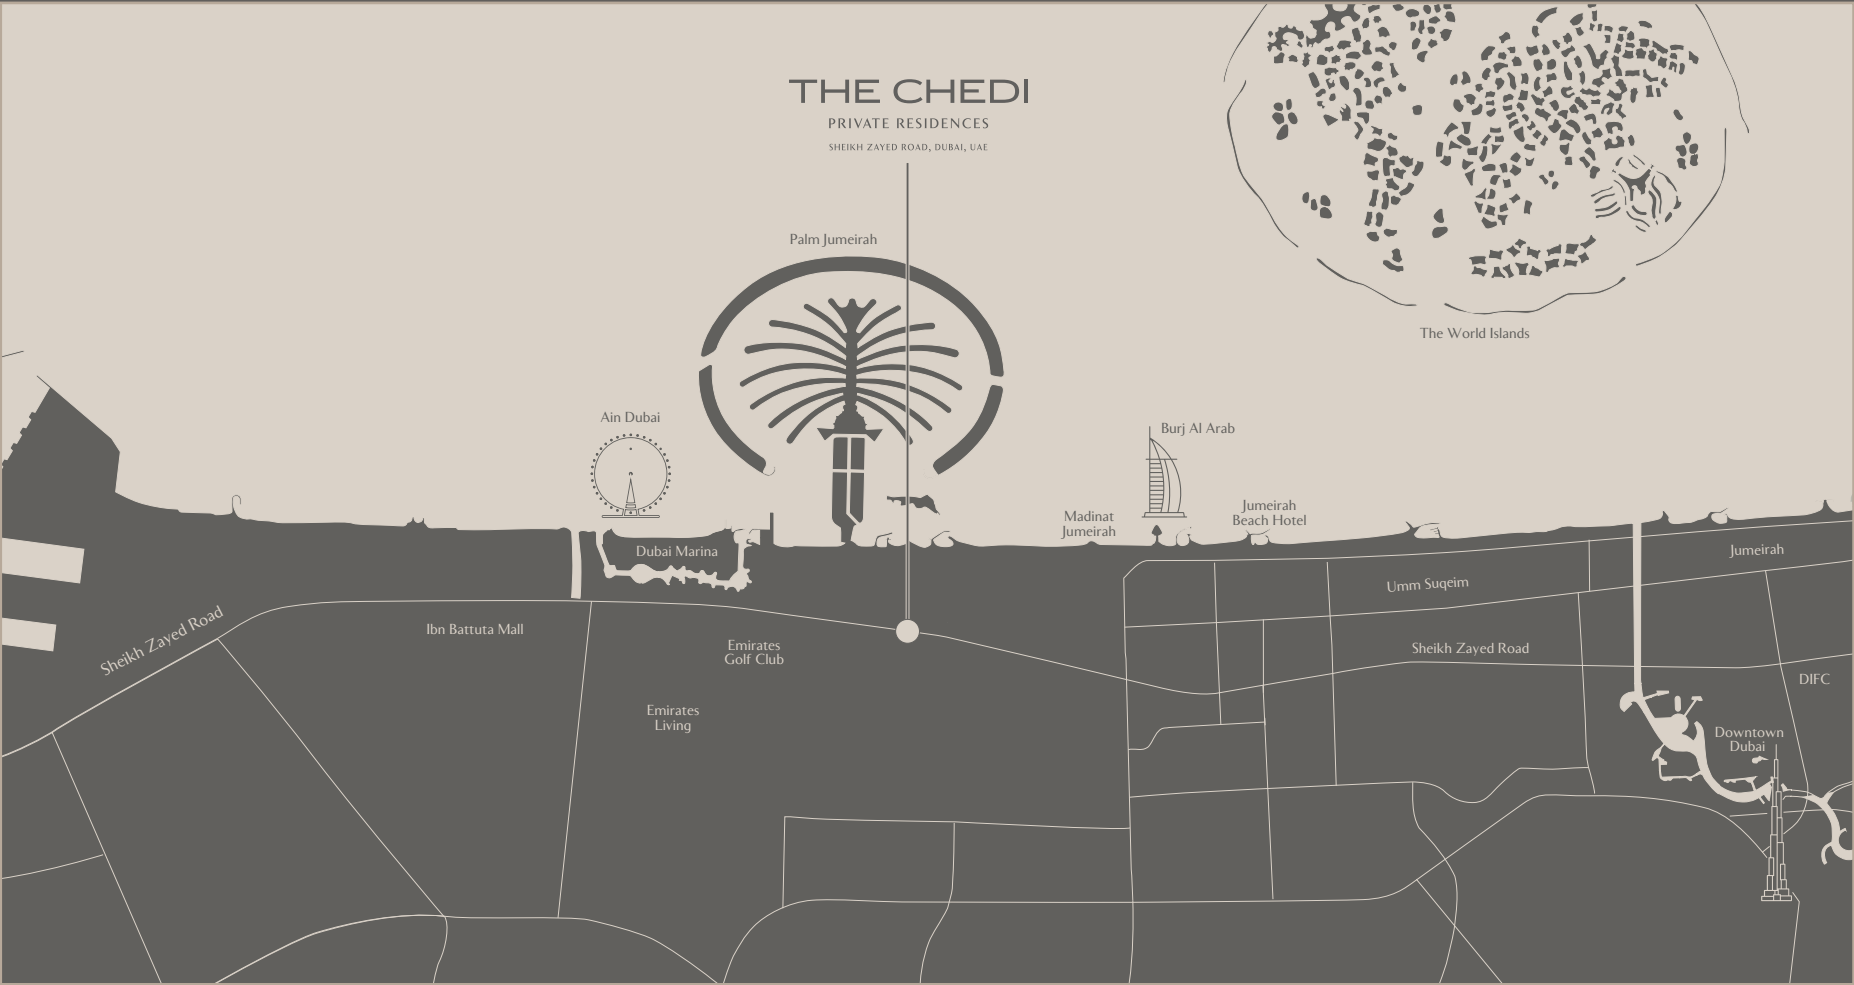 THE CHEDI
PRIVATE RESIDENCES
SHEIKH ZAYED ROAD, DUBAI, UAE
Palm Jumeirah
The World Islands
Ain Dubai
Burj Al Arab
Madinat
Jumeirah
Jumeirah
Beach Hotel
Dubai Marina
Jumeirah
Umm Suqeim
Sheikh Zayed Road
Ibn Battuta Mall
Emirates
Golf Club
Sheikh Zayed Road
DIFC
Emirates
Living
Downtown
Dubai